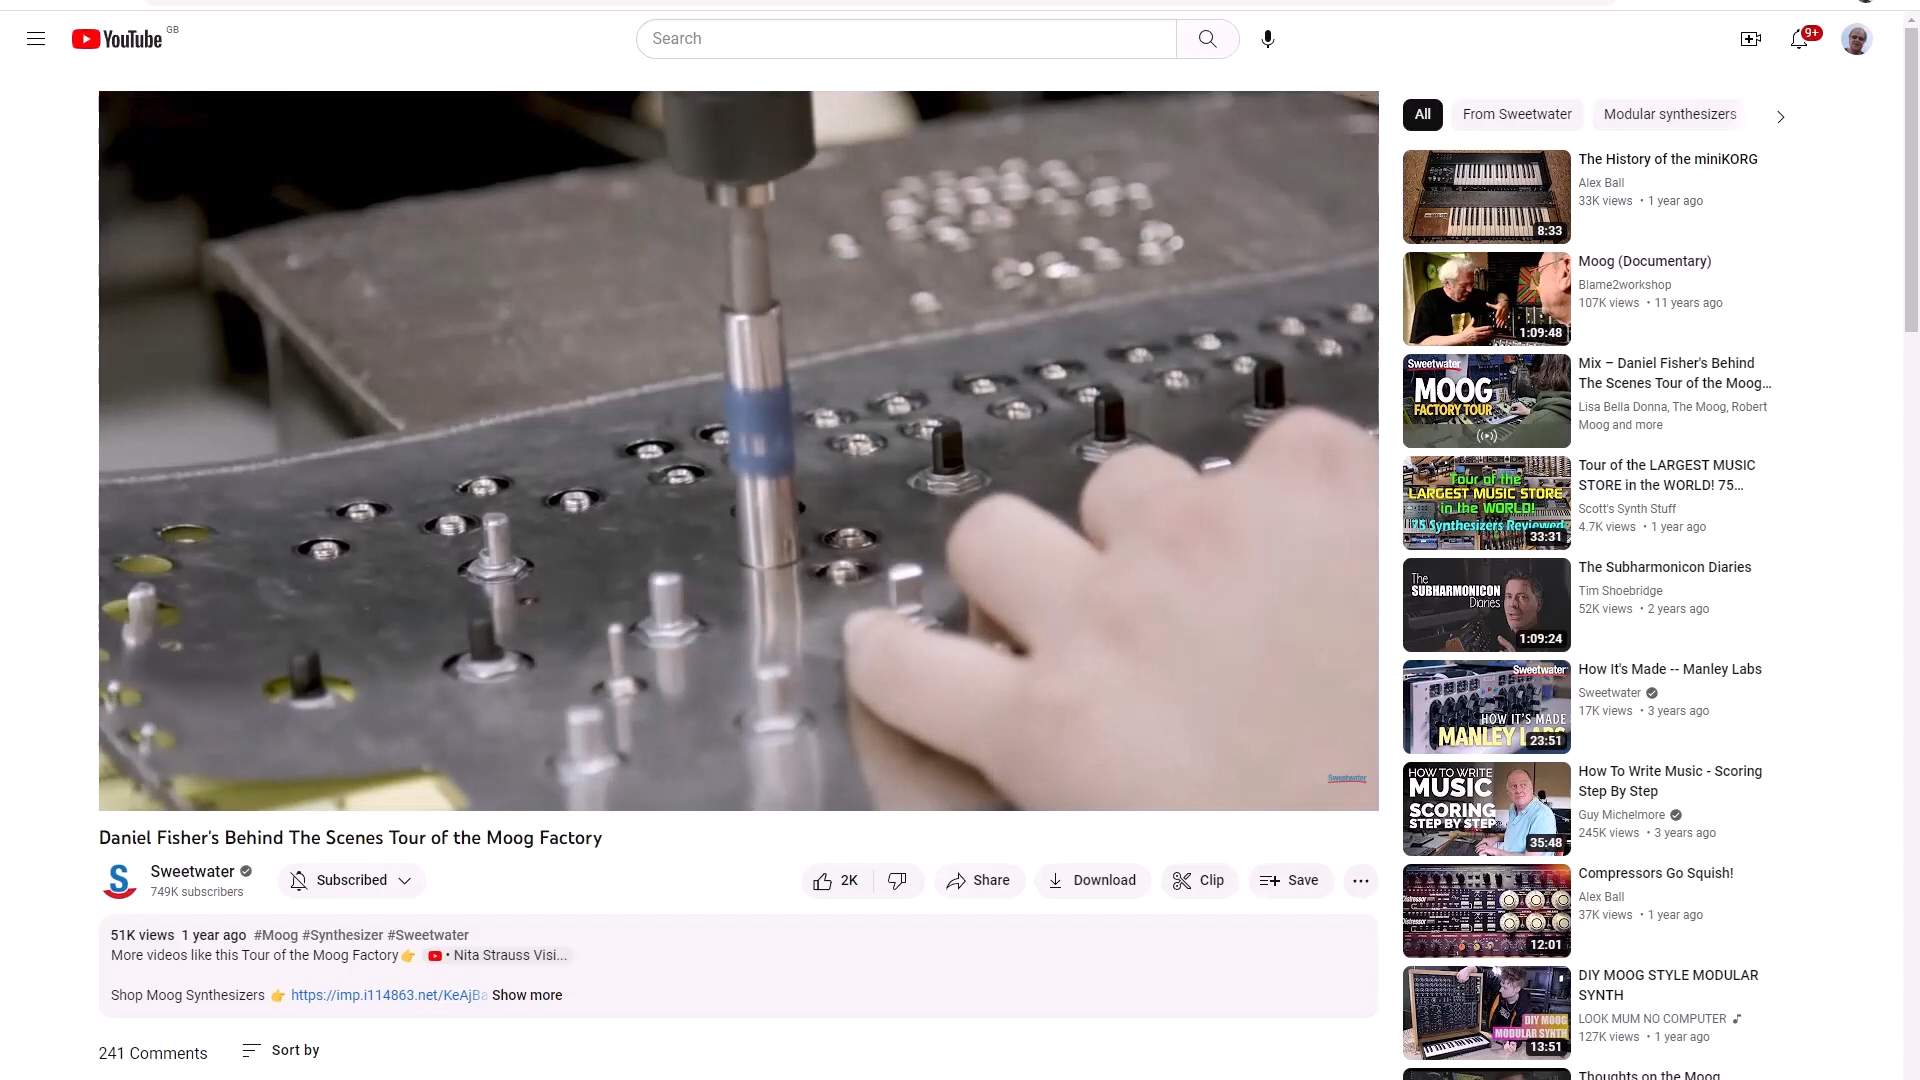 YouTube GB
Search
9+
All
From Sweetwater
Modular synthesizers
Sweetwater
Daniel Fisher's Behind The Scenes Tour of the Moog Factory
Sweetwater
749K subscribers
Subscribed
2K
Share
Download
Clip
Save
51K views 1 year ago #Moog #Synthesizer #Sweetwater
More videos like this Tour of the Moog Factory👉 • Nita Strauss Visi...
Shop Moog Synthesizers 👉 https://imp.i114863.net/KeAjBa Show more
241 Comments
Sort by
8:33
The History of the miniKORG
Alex Ball
33K views • 1 year ago
1:09:48
Moog (Documentary)
Blame2workshop
107K views • 11 years ago
Sweetwater
MOOG
FACTORY TOUR
Mix – Daniel Fisher's Behind
The Scenes Tour of the Moog...
Lisa Bella Donna, The Moog, Robert
Moog and more
Tour of the
LARGEST MUSIC STORE
in the WORLD!
75 Synthesizers Reviewed
33:31
Tour of the LARGEST MUSIC
STORE in the WORLD! 75...
Scott's Synth Stuff
4.7K views • 1 year ago
The
SUBHARMONICON
Diaries
1:09:24
The Subharmonicon Diaries
Tim Shoebridge
52K views • 2 years ago
Sweetwater
HOW IT'S MADE
MANLEY LABS
23:51
How It's Made -- Manley Labs
Sweetwater
17K views • 3 years ago
HOW TO WRITE
MUSIC
SCORING
STEP BY STEP
35:48
How To Write Music - Scoring
Step By Step
Guy Michelmore
245K views • 3 years ago
12:01
Compressors Go Squish!
Alex Ball
37K views • 1 year ago
DIY MOOG
MODULAR SYNTH
13:51
DIY MOOG STYLE MODULAR
SYNTH
LOOK MUM NO COMPUTER
127K views • 1 year ago
Thoughts on the Moog